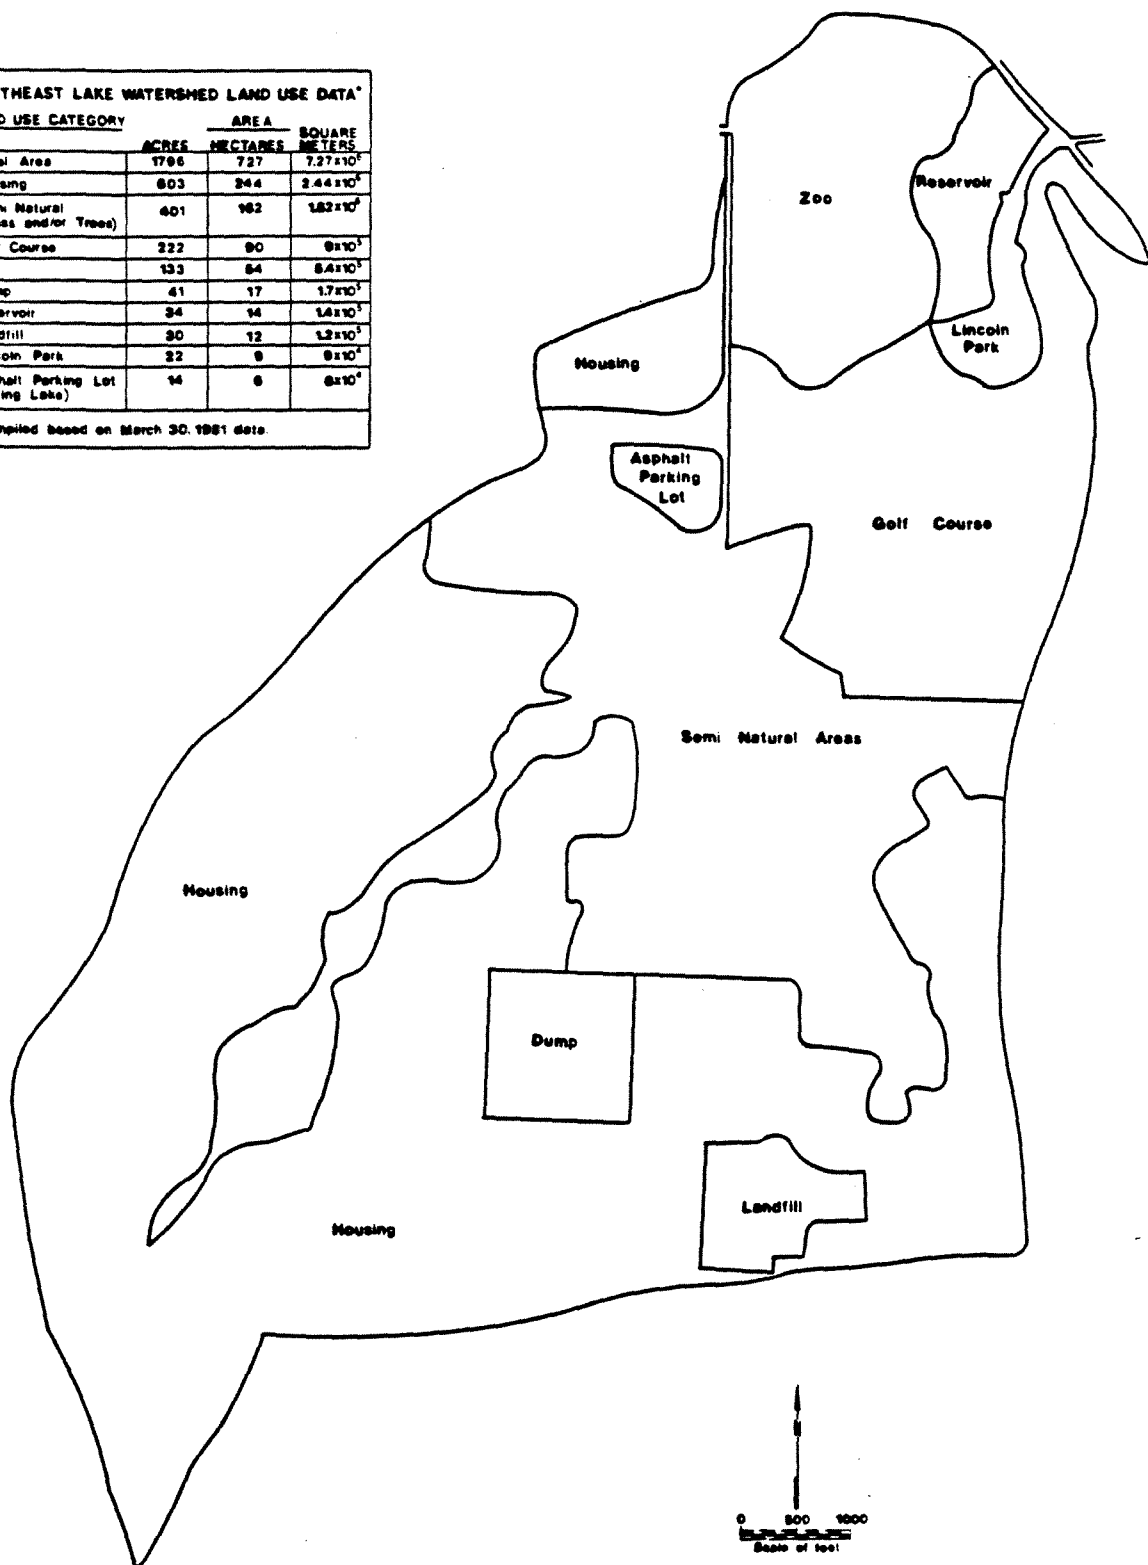 THEAST LAKE WATERSHED LAND USE DATA*
D USE CATEGORY
AREA
ACRES HECTARES SQUARE METERS
al Area 1796 727 7.27x10⁶
sing 603 244 2.44x10⁶
Natural 401 162 1.62x10⁶
ss and/or Trees)
Course 222 90 9x10⁵
133 54 5.4x10⁵
p 41 17 1.7x10⁵
ervoir 34 14 1.4x10⁵
dfill 30 12 1.2x10⁵
coln Park 22 9 9x10⁴
halt Parking Lot 14 6 6x10⁴
ing Lake)
mpiled based on March 30, 1981 data.
Zoo
Reservoir
Lincoln
Park
Housing
Asphalt
Parking
Lot
Golf Course
Semi Natural Areas
Housing
Dump
Landfill
Housing
N
0 500 1000
Scale of feet